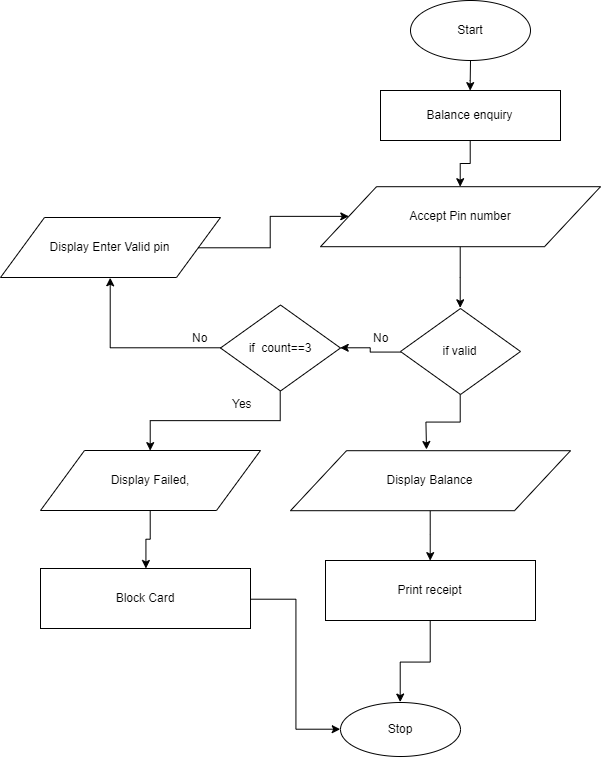 Start
Balance enquiry
Accept Pin number
Display Enter Valid pin
No
if  count==3
No
if valid
Yes
Display Failed,
Display Balance
Block Card
Print receipt
Stop